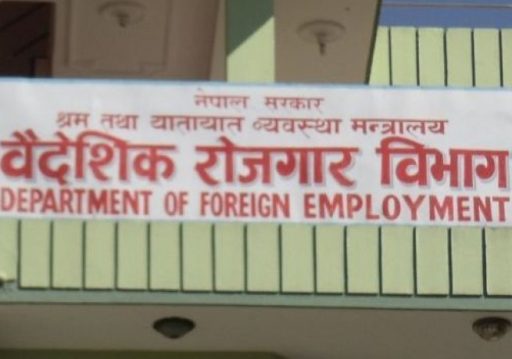 नेपाल सरकार
श्रम तथा यातायात व्यवस्था मन्त्रालय
वैदेशिक रोजगार विभाग
DEPARTMENT OF FOREIGN EMPLOYMENT